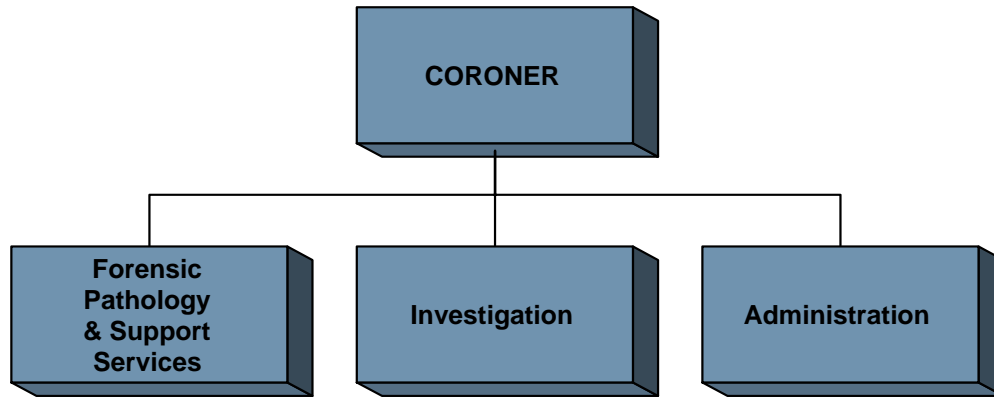 CORONER
Forensic
Pathology
& Support
Services
Investigation
Administration